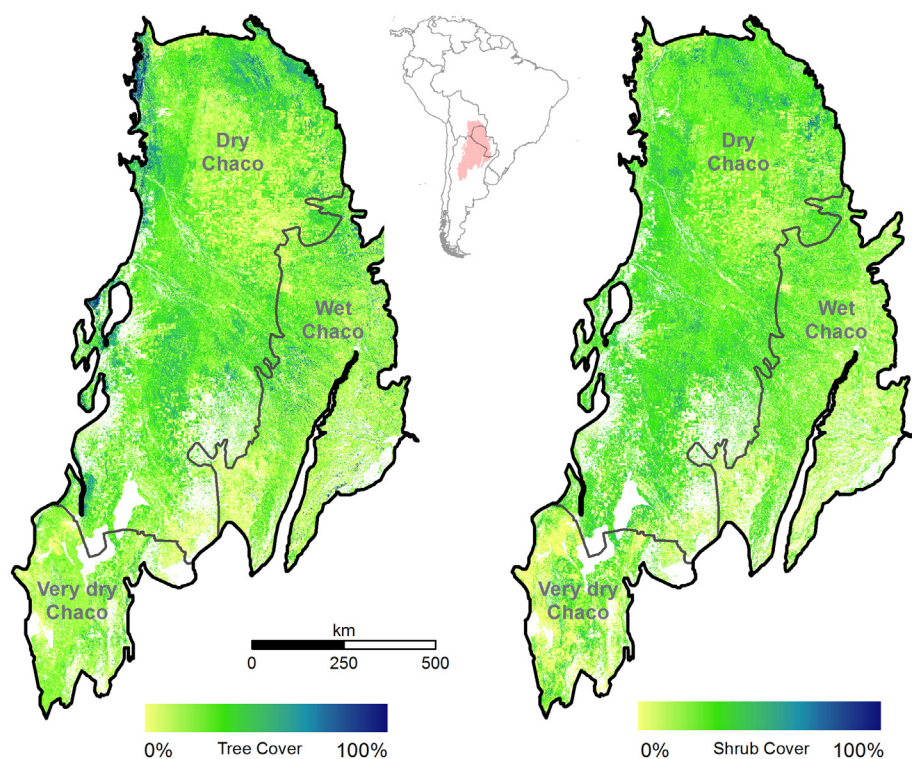 Dry
Chaco
Wet
Chaco
Very dry
Chaco
km
0 250 500
0% Tree Cover 100%
Dry
Chaco
Wet
Chaco
Very dry
Chaco
0% Shrub Cover 100%